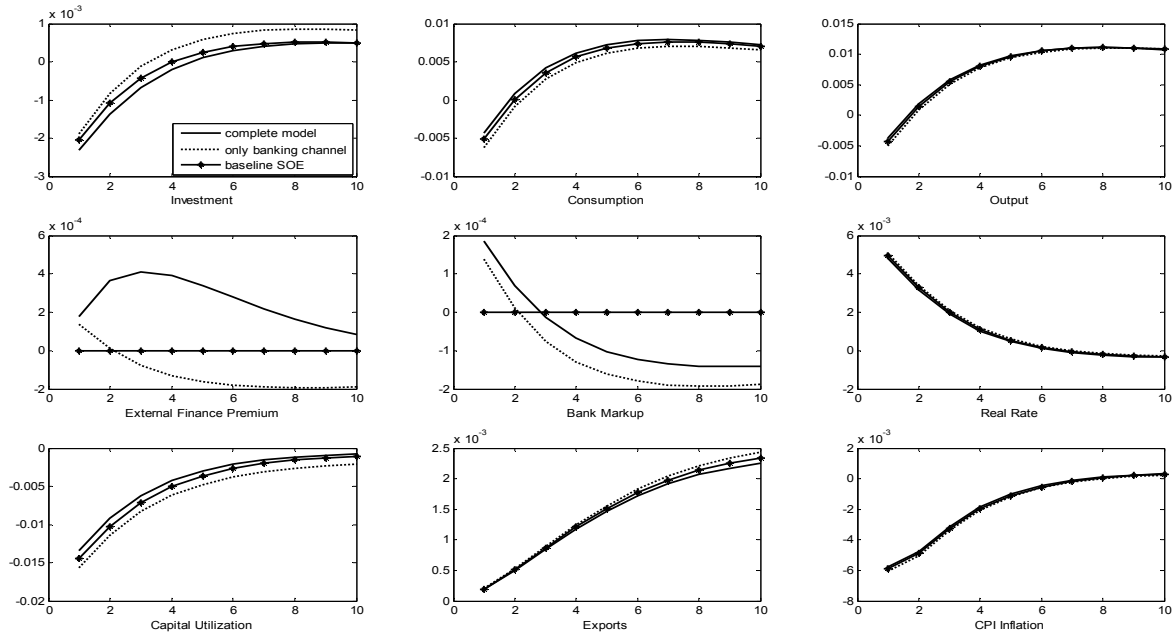 x 10⁻³
1
0
-1
-2
-3
0 2 4 6 8 10
Investment
complete model
only banking channel
baseline SOE
0.01
0.005
0
-0.005
-0.01
0 2 4 6 8 10
Consumption
0.015
0.01
0.005
0
-0.005
-0.01
0 2 4 6 8 10
Output
x 10⁻⁴
6
4
2
0
-2
0 2 4 6 8 10
External Finance Premium
x 10⁻⁴
2
1
0
-1
-2
0 2 4 6 8 10
Bank Markup
x 10⁻³
6
4
2
0
-2
0 2 4 6 8 10
Real Rate
0
-0.005
-0.01
-0.015
-0.02
0 2 4 6 8 10
Capital Utilization
x 10⁻³
2.5
2
1.5
1
0.5
0
0 2 4 6 8 10
Exports
x 10⁻³
2
0
-2
-4
-6
-8
0 2 4 6 8 10
CPI Inflation